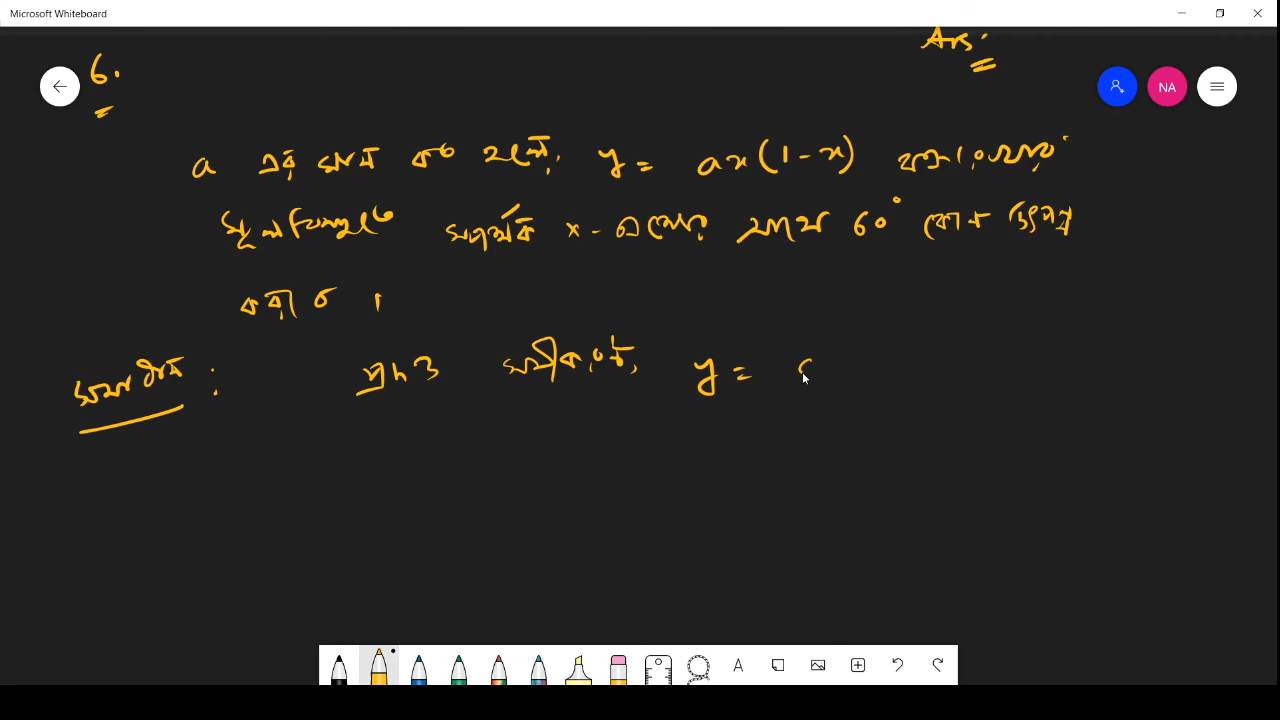 Microsoft Whiteboard
Ans:
6.
NA
a এর মান কত হলে, y = ax(1-x) বক্ররেখার
মূলবিন্দুতে স্পর্শক x-অক্ষের সাথে 60° কোণ উৎপন্ন
করে।
সমাধান : প্রদত্ত সমীকরণ, y =